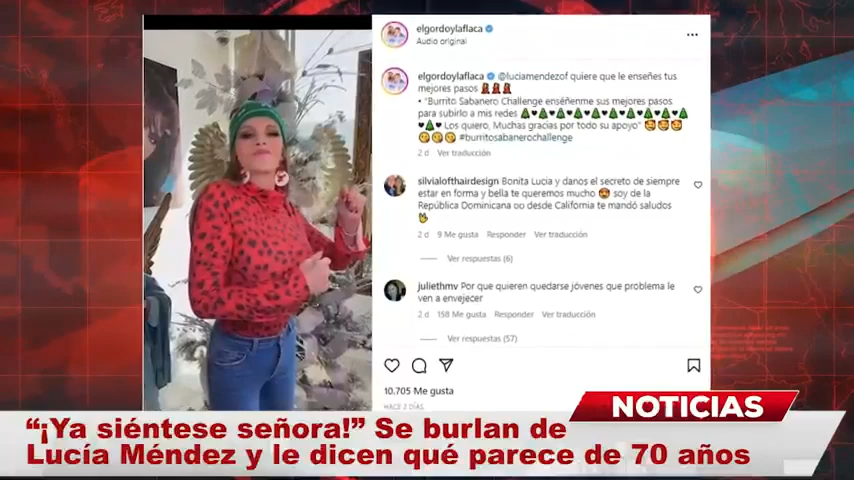 elgordoylaflaca
Audio original
elgordoylaflaca @luciamendezof quiere que le enseñes tus
mejores pasos
• "Burrito Sabanero Challenge enséñenme sus mejores pasos
para subirlo a mis redes
Los quiero, Muchas gracias por todo su apoyo"
#burritosabanerochallenge
2 d Ver traducción
silvialofthairdesign Bonita Lucia y danos el secreto de siempre
estar en forma y bella te queremos mucho soy de la
República Dominicana oo desde California te mandó saludos
2 d 9 Me gusta Responder Ver traducción
Ver respuestas (6)
juliethmv Por que quieren quedarse jóvenes que problema le
ven a envejecer
2 d 158 Me gusta Responder Ver traducción
Ver respuestas (57)
10,705 Me gusta
HACE 2 DÍAS
NOTICIAS
“¡Ya siéntese señora!” Se burlan de
Lucía Méndez y le dicen qué parece de 70 años